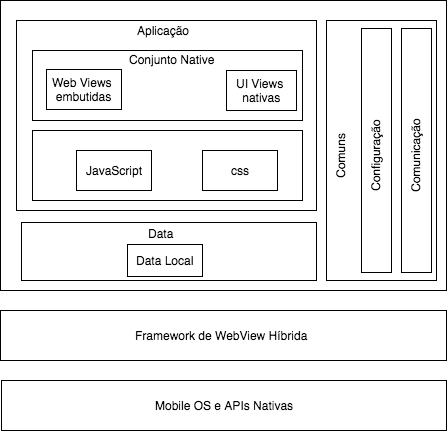 Aplicação
Conjunto Native
Web Views
embutidas
UI Views
nativas
JavaScript
css
Data
Data Local
Comuns
Configuração
Comunicação
Framework de WebView Híbrida
Mobile OS e APIs Nativas